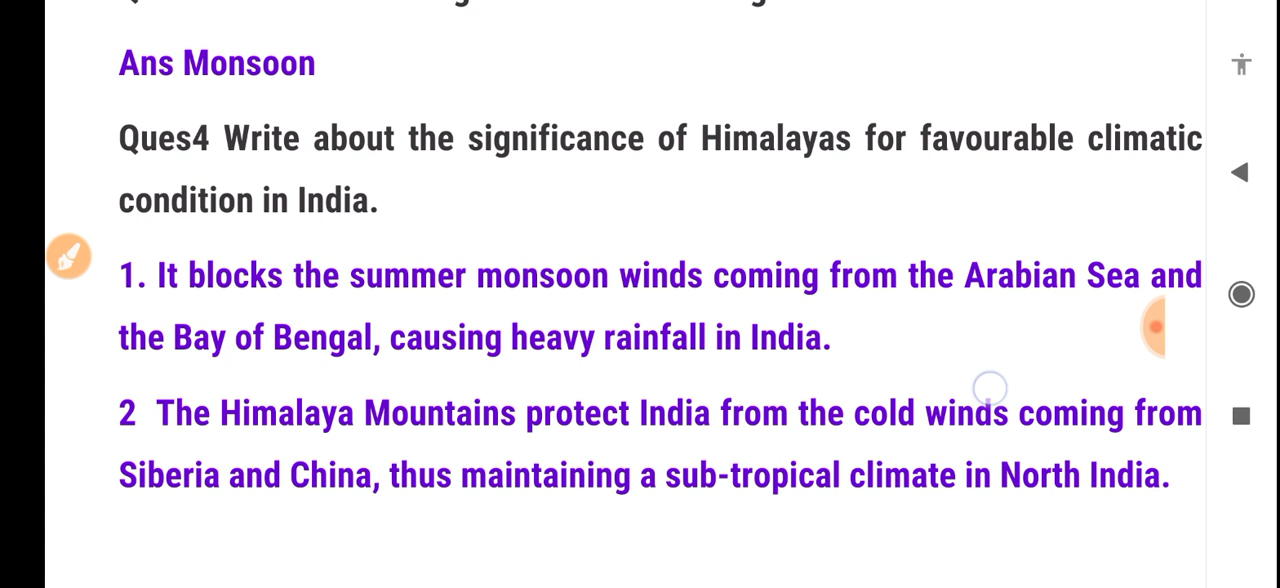 Ans Monsoon
Ques4 Write about the significance of Himalayas for favourable climatic
condition in India.
1. It blocks the summer monsoon winds coming from the Arabian Sea and
the Bay of Bengal, causing heavy rainfall in India.
2 The Himalaya Mountains protect India from the cold winds coming from
Siberia and China, thus maintaining a sub-tropical climate in North India.